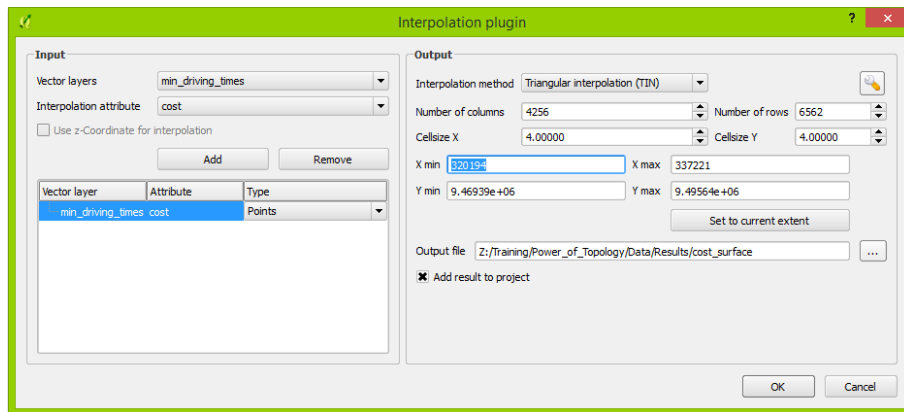 Interpolation plugin
? ×
Input
Vector layers min_driving_times
Interpolation attribute cost
Use z-Coordinate for interpolation
Add Remove
Vector layer Attribute Type
min_driving_times cost Points
Output
Interpolation method Triangular interpolation (TIN)
Number of columns 4256 Number of rows 6562
Cellsize X 4.00000 Cellsize Y 4.00000
X min 320194 X max 337221
Y min 9.46939e+06 Y max 9.49564e+06
Set to current extent
Output file Z:/Training/Power_of_Topology/Data/Results/cost_surface ...
Add result to project
OK Cancel